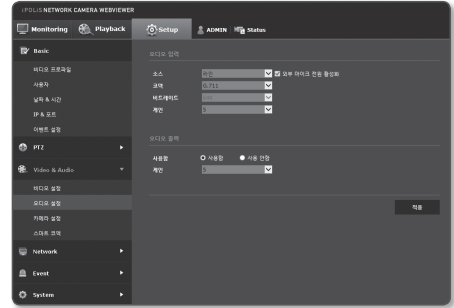 iPOLiS NETWORK CAMERA WEBVIEWER
Monitoring Playback Setup ADMIN Status
Basic
비디오 프로파일
사용자
날짜 & 시간
IP & 포트
이벤트 설정
PTZ
Video & Audio
비디오 설정
오디오 설정
카메라 설정
스마트 코덱
Network
Event
System
오디오 입력
소스 라인 외부 마이크 전원 활성화
코덱 G.711
비트레이트
게인 5
오디오 출력
사용함 사용함 사용 안함
게인 5
적용